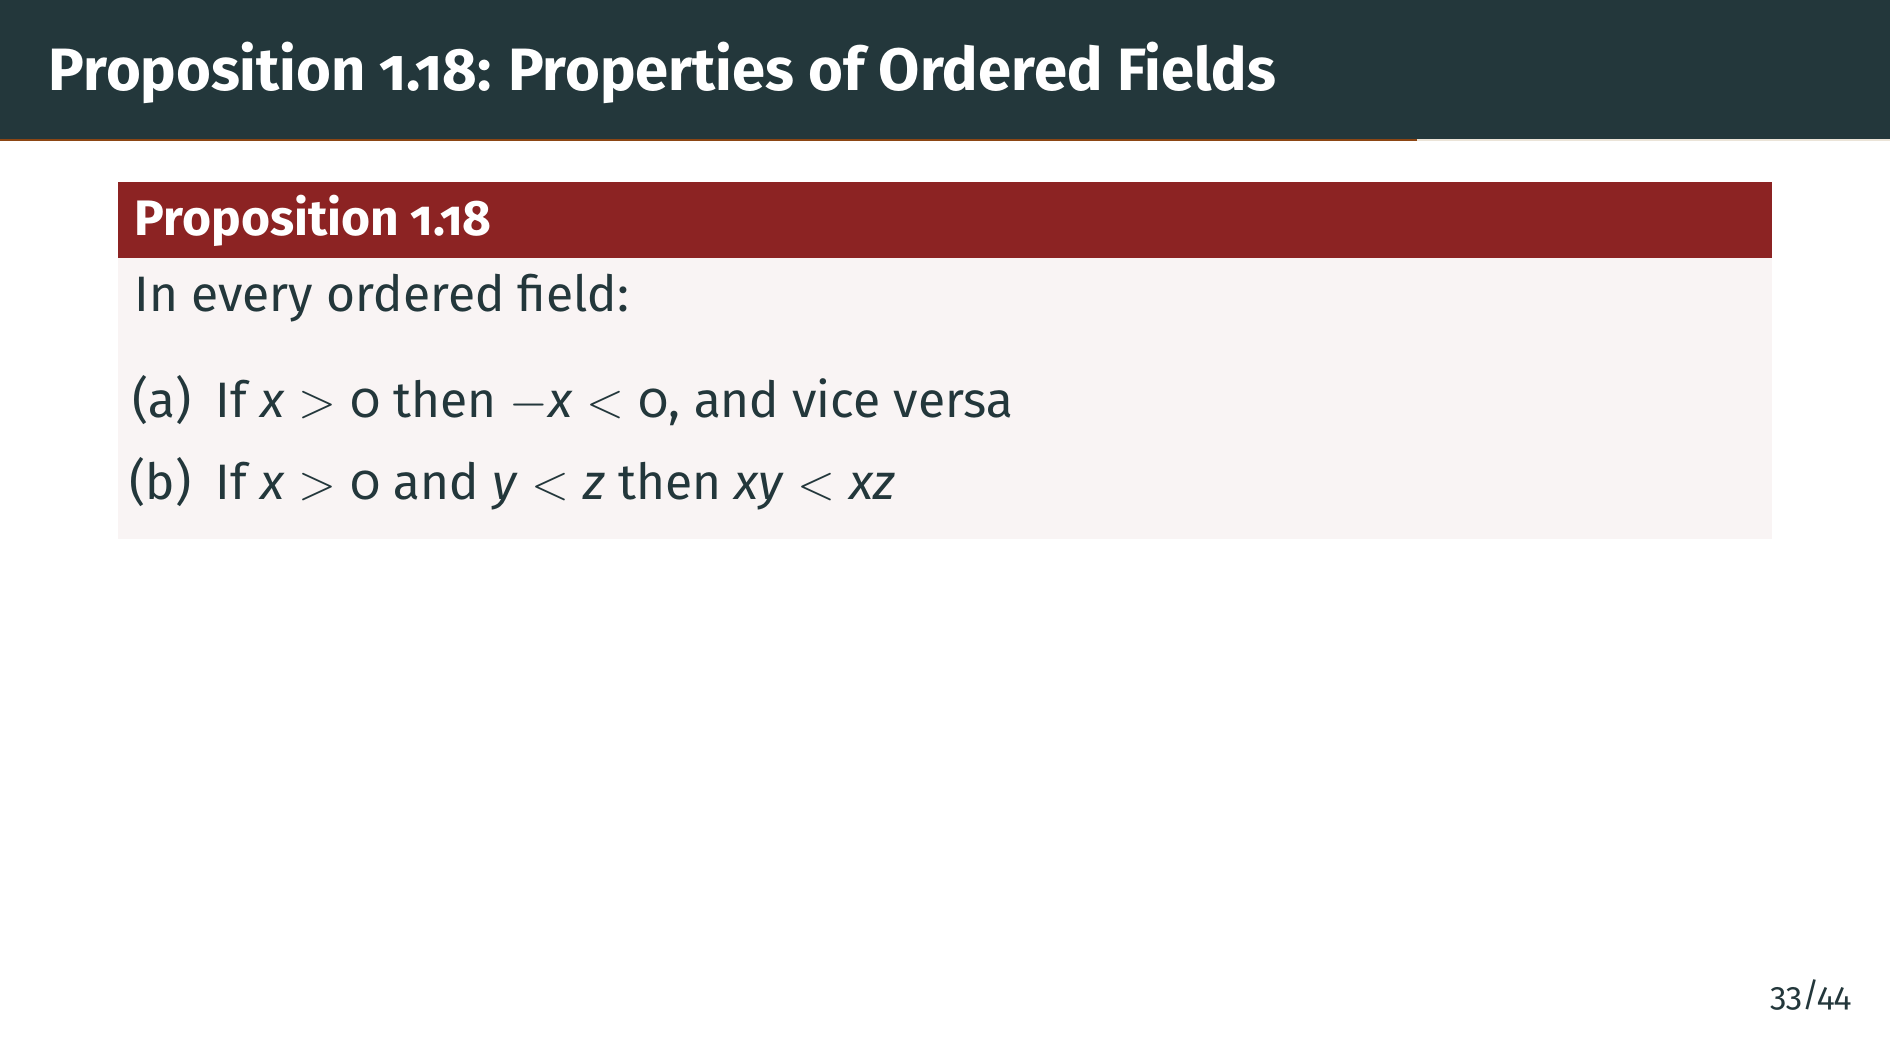 Proposition 1.18: Properties of Ordered Fields
Proposition 1.18
In every ordered field:
(a) If x > 0 then −x < 0, and vice versa
(b) If x > 0 and y < z then xy < xz
33/44